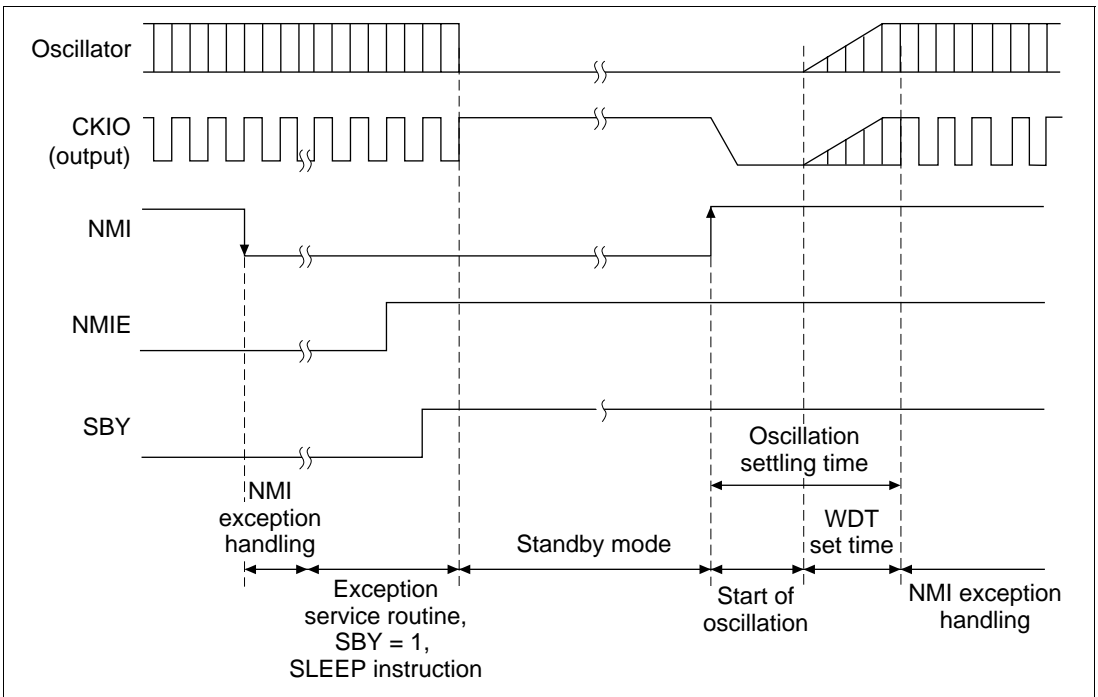 Oscillator
CKIO
(output)
NMI
NMIE
SBY
Oscillation
settling time
NMI
exception
handling
WDT
set time
Standby mode
Exception
service routine,
SBY = 1,
SLEEP instruction
Start of
oscillation
NMI exception
handling